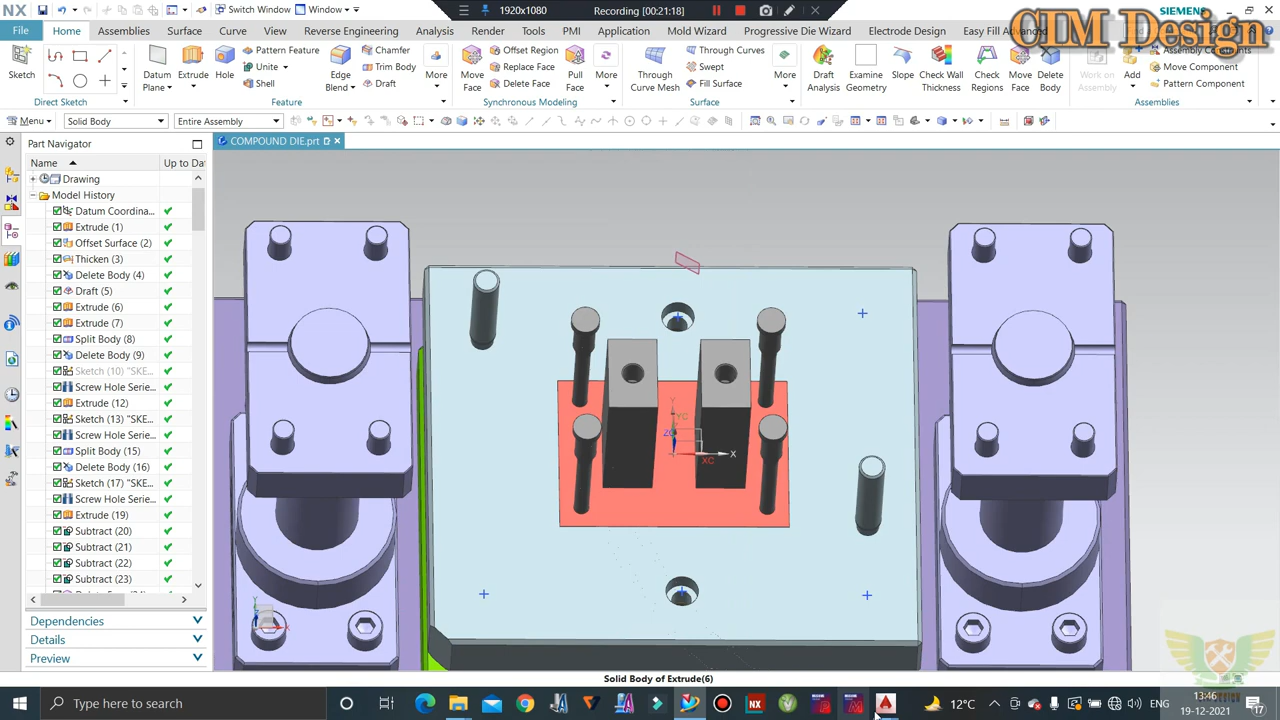 NX
Switch Window
Window
1920x1080
Recording [00:21:18]
SIEMENS
CIM Design
File
Home
Assemblies
Surface
Curve
View
Reverse Engineering
Analysis
Render
Tools
PMI
Application
Mold Wizard
Progressive Die Wizard
Electrode Design
Easy Fill Advanced
Sketch
Direct Sketch
Datum Plane
Extrude
Hole
Pattern Feature
Unite
Shell
Edge Blend
Chamfer
Trim Body
Draft
More
Feature
Move Face
Offset Region
Replace Face
Delete Face
Pull Face
More
Synchronous Modeling
Through Curve Mesh
Through Curves
Swept
Fill Surface
More
Surface
Draft Analysis
Examine Geometry
Slope
Check Wall Thickness
Check Regions
Move Face
Delete Body
Work on Assembly
Add
Assembly Constraints
Move Component
Pattern Component
Assemblies
Menu
Solid Body
Entire Assembly
Part Navigator
COMPOUND DIE.prt
Name
Up to Da
Drawing
Model History
Datum Coordina...
Extrude (1)
Offset Surface (2)
Thicken (3)
Delete Body (4)
Draft (5)
Extrude (6)
Extrude (7)
Split Body (8)
Delete Body (9)
Sketch (10) "SKE...
Screw Hole Serie...
Extrude (12)
Sketch (13) "SKE...
Screw Hole Serie...
Split Body (15)
Delete Body (16)
Sketch (17) "SKE...
Screw Hole Serie...
Extrude (19)
Subtract (20)
Subtract (21)
Subtract (22)
Subtract (23)
Dependencies
Details
Preview
Y
YC
ZC
X
XC
Solid Body of Extrude(6)
Type here to search
NX
12°C
ENG
13:46
19-12-2021
17